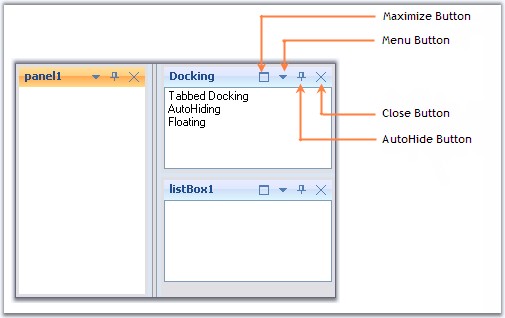 Maximize Button
Menu Button
panel1
Docking
Tabbed Docking
AutoHiding
Floating
Close Button
AutoHide Button
listBox1